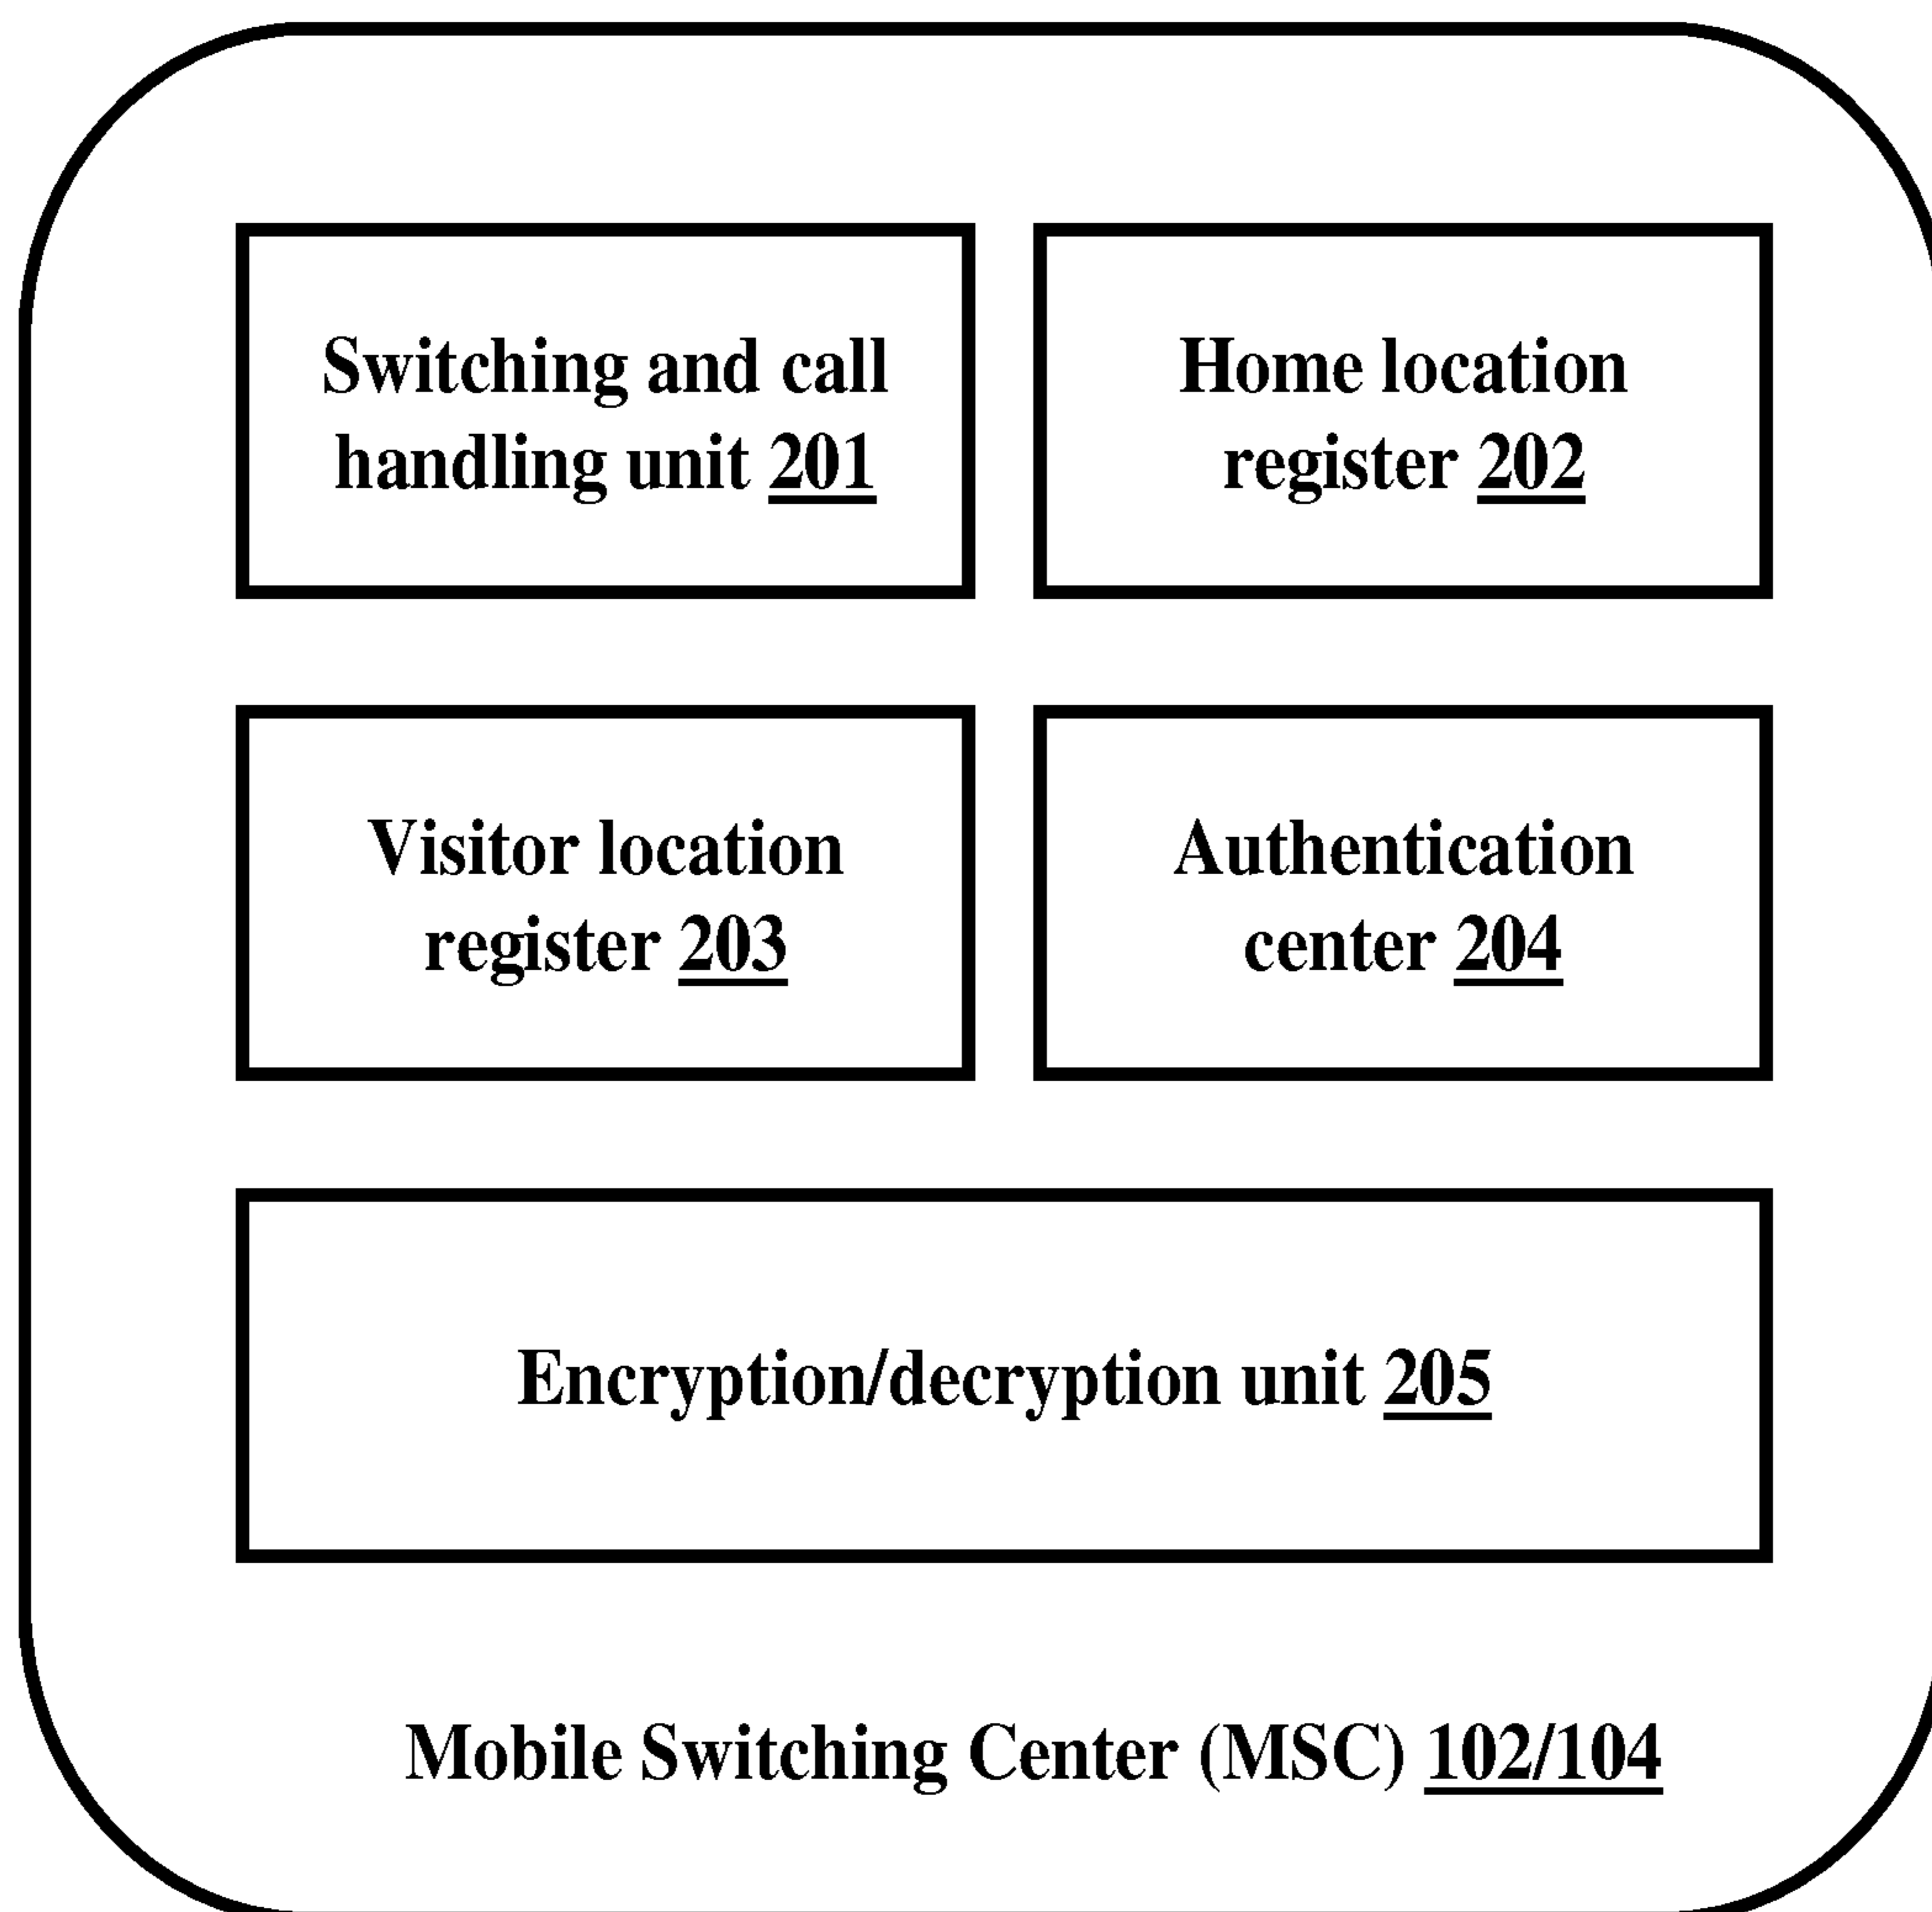 Switching and call
handling unit 201
Home location
register 202
Visitor location
register 203
Authentication
center 204
Encryption/decryption unit 205
Mobile Switching Center (MSC) 102/104